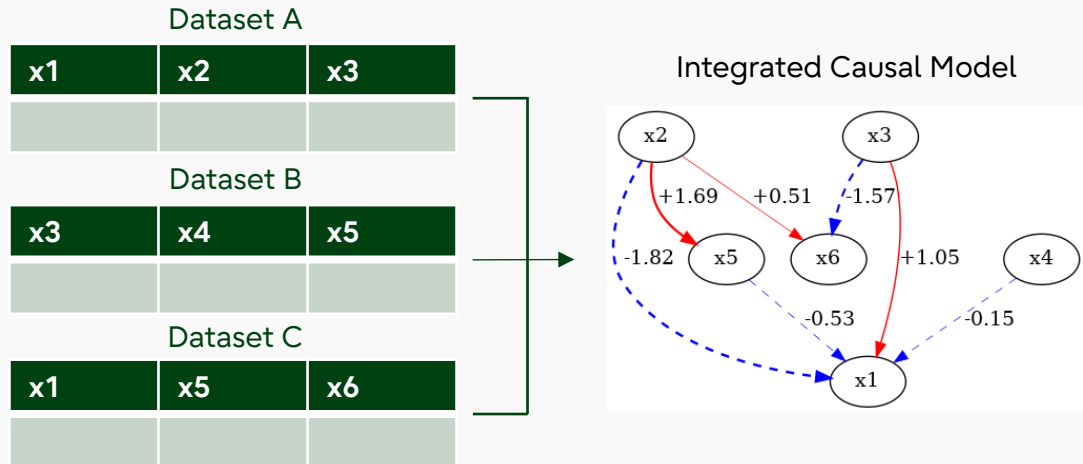 Dataset A
x1 x2 x3
Dataset B
x3 x4 x5
Dataset C
x1 x5 x6
Integrated Causal Model
x2 x3
+1.69 +0.51 -1.57
-1.82 x5 x6 +1.05 x4
-0.53 -0.15
x1